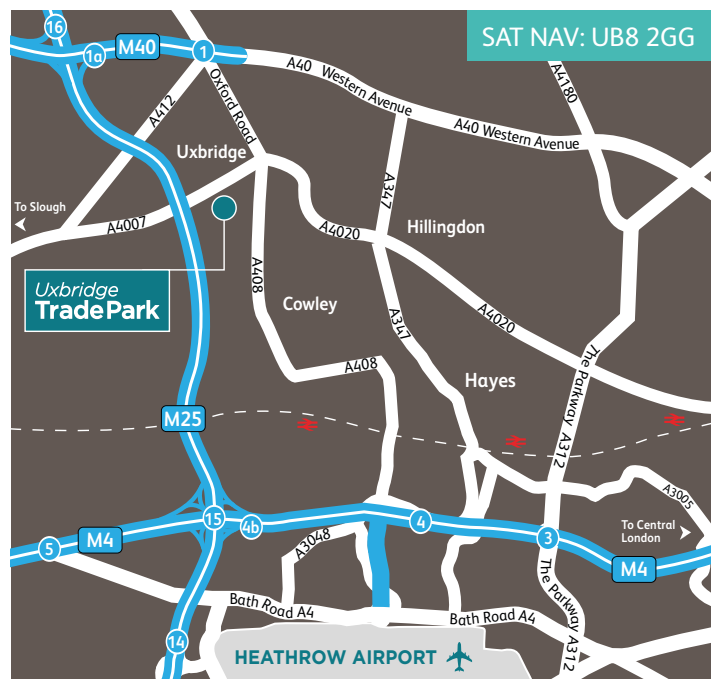 SAT NAV: UB8 2GG
16
1a
M40
1
A40 Western Avenue
A40 Western Avenue
A4180
A412
Oxford Road
Uxbridge
A347
To Slough
A4007
A4020
Hillingdon
Uxbridge
TradePark
A408
Cowley
A347
A4020
A408
Hayes
The Parkway A312
M25
A3005
15
4b
4
3
To Central
London
5
M4
A3048
M4
The Parkway A312
Bath Road A4
Bath Road A4
14
HEATHROW AIRPORT